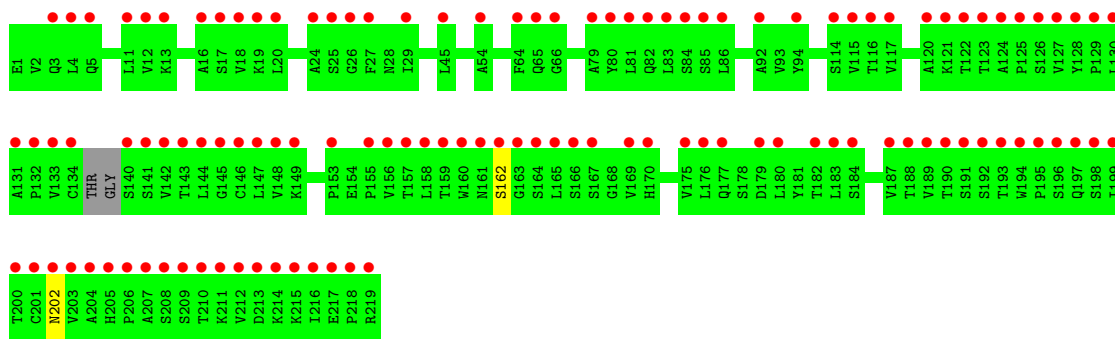 E1 V2 Q3 L4 Q5 L11 V12 K13 A16 S17 V18 K19 L20 A24 S25 G26 F27 N28 I29 L45 A54 F64 Q65 G66 A79 Y80 L81 Q82 L83 S84 S85 L86 A92 V93 Y94 S114 V115 T116 V117 A120 K121 T122 T123 A124 P125 S126 V127 Y128 P129 L130
A131 P132 V133 C134 THR GLY S140 S141 V142 T143 L144 G145 C146 L147 V148 K149 P153 E154 P155 V156 T157 L158 T159 W160 N161 S162 G163 S164 L165 S166 S167 G168 V169 H170 V175 L176 Q177 S178 D179 L180 Y181 T182 L183 S184 V187 T188 V189 T190 S191 S192 T193 W194 P195 S196 Q197 S198 I199
T200 C201 N202 V203 A204 H205 P206 A207 S208 S209 T210 K211 V212 D213 K214 K215 I216 E217 P218 R219